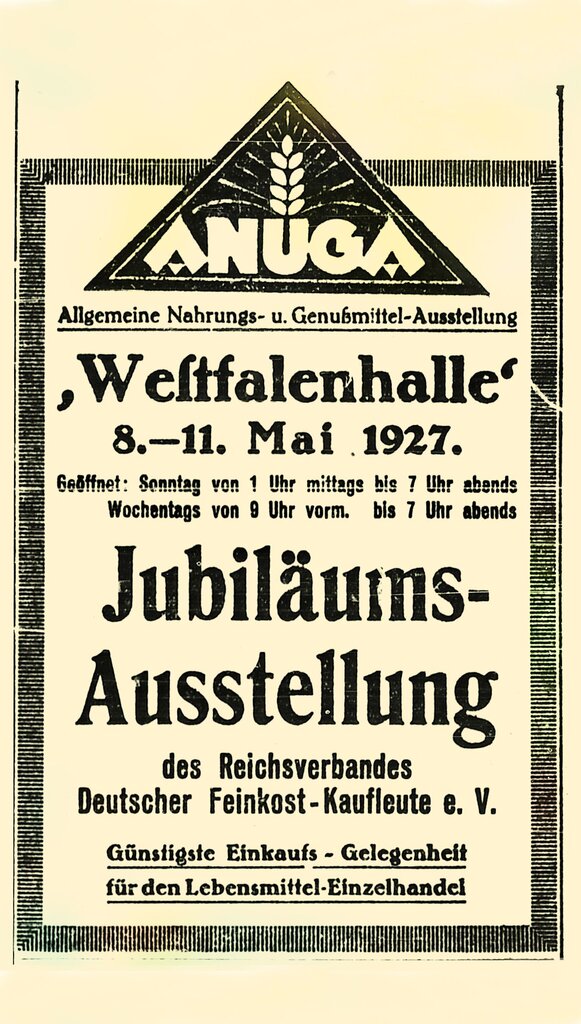 ANUGA
Allgemeine Nahrungs- u. Genußmittel-Ausstellung
‚Westfalenhalle‘
8.—11. Mai 1927.
Geöffnet: Sonntag von 1 Uhr mittags bis 7 Uhr abends
Wochentags von 9 Uhr vorm. bis 7 Uhr abends
Jubiläums-
Ausstellung
des Reichsverbandes
Deutscher Feinkost-Kaufleute e. V.
Günstigste Einkaufs - Gelegenheit
für den Lebensmittel-Einzelhandel